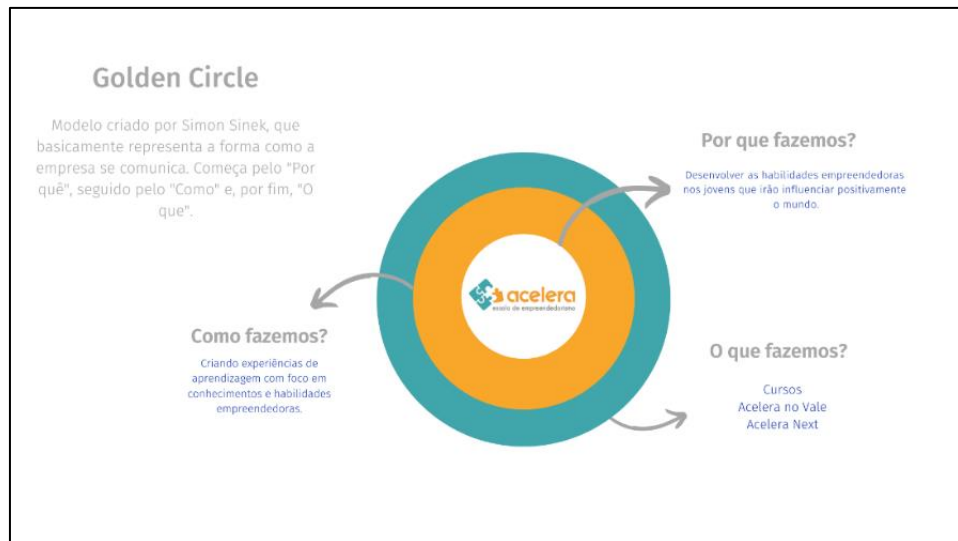 Golden Circle
Modelo criado por Simon Sinek, que
basicamente representa a forma como a
empresa se comunica. Começa pelo "Por
quê", seguido pelo "Como" e, por fim, "O
que".
Por que fazemos?
Desenvolver as habilidades empreendedoras
nos jovens que irão influenciar positivamente
o mundo.
acelera
escola de empreendedorismo
Como fazemos?
Criando experiências de
aprendizagem com foco em
conhecimentos e habilidades
empreendedoras.
O que fazemos?
Cursos
Acelera no Vale
Acelera Next